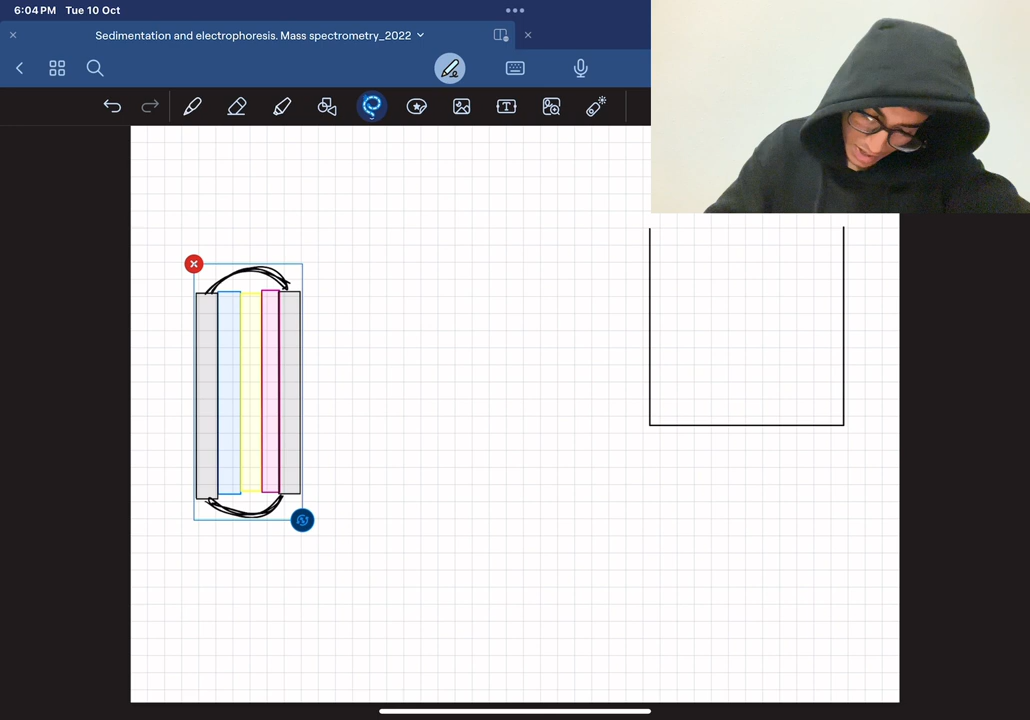 6:04 PM Tue 10 Oct
Sedimentation and electrophoresis. Mass spectrometry_2022
T